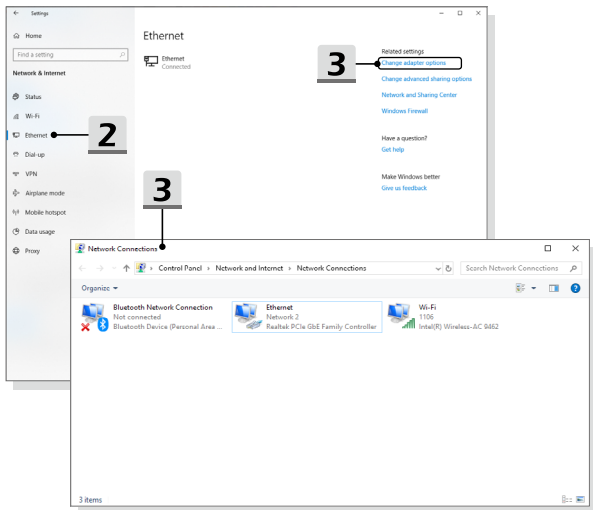 Settings
Home
Find a setting
Network & Internet
Status
Wi-Fi
Ethernet
Dial-up
VPN
Airplane mode
Mobile hotspot
Data usage
Proxy
2
Ethernet
Ethernet
Connected
3
Related settings
Change adapter options
Change advanced sharing options
Network and Sharing Center
Windows Firewall
Have a question?
Get help
Make Windows better
Give us feedback
3
Network Connections
Control Panel › Network and Internet › Network Connections
Search Network Connections
Organize
Bluetooth Network Connection
Not connected
Bluetooth Device (Personal Area ...
Ethernet
Network 2
Realtek PCIe GbE Family Controller
Wi-Fi
1106
Intel(R) Wireless-AC 9462
3 items